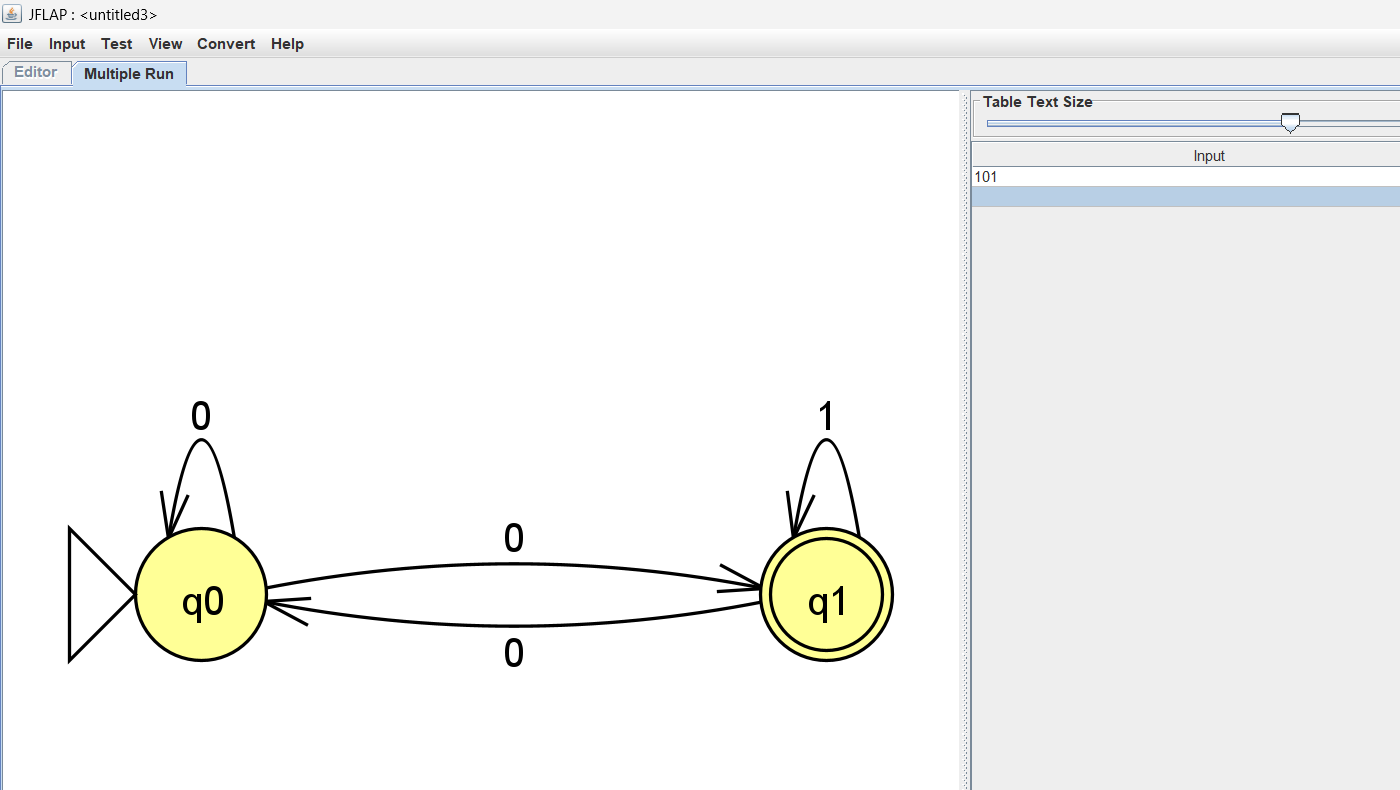 JFLAP : <untitled3>
File Input Test View Convert Help
Editor Multiple Run
Table Text Size
Input
101
0 1
0
q0 q1
0